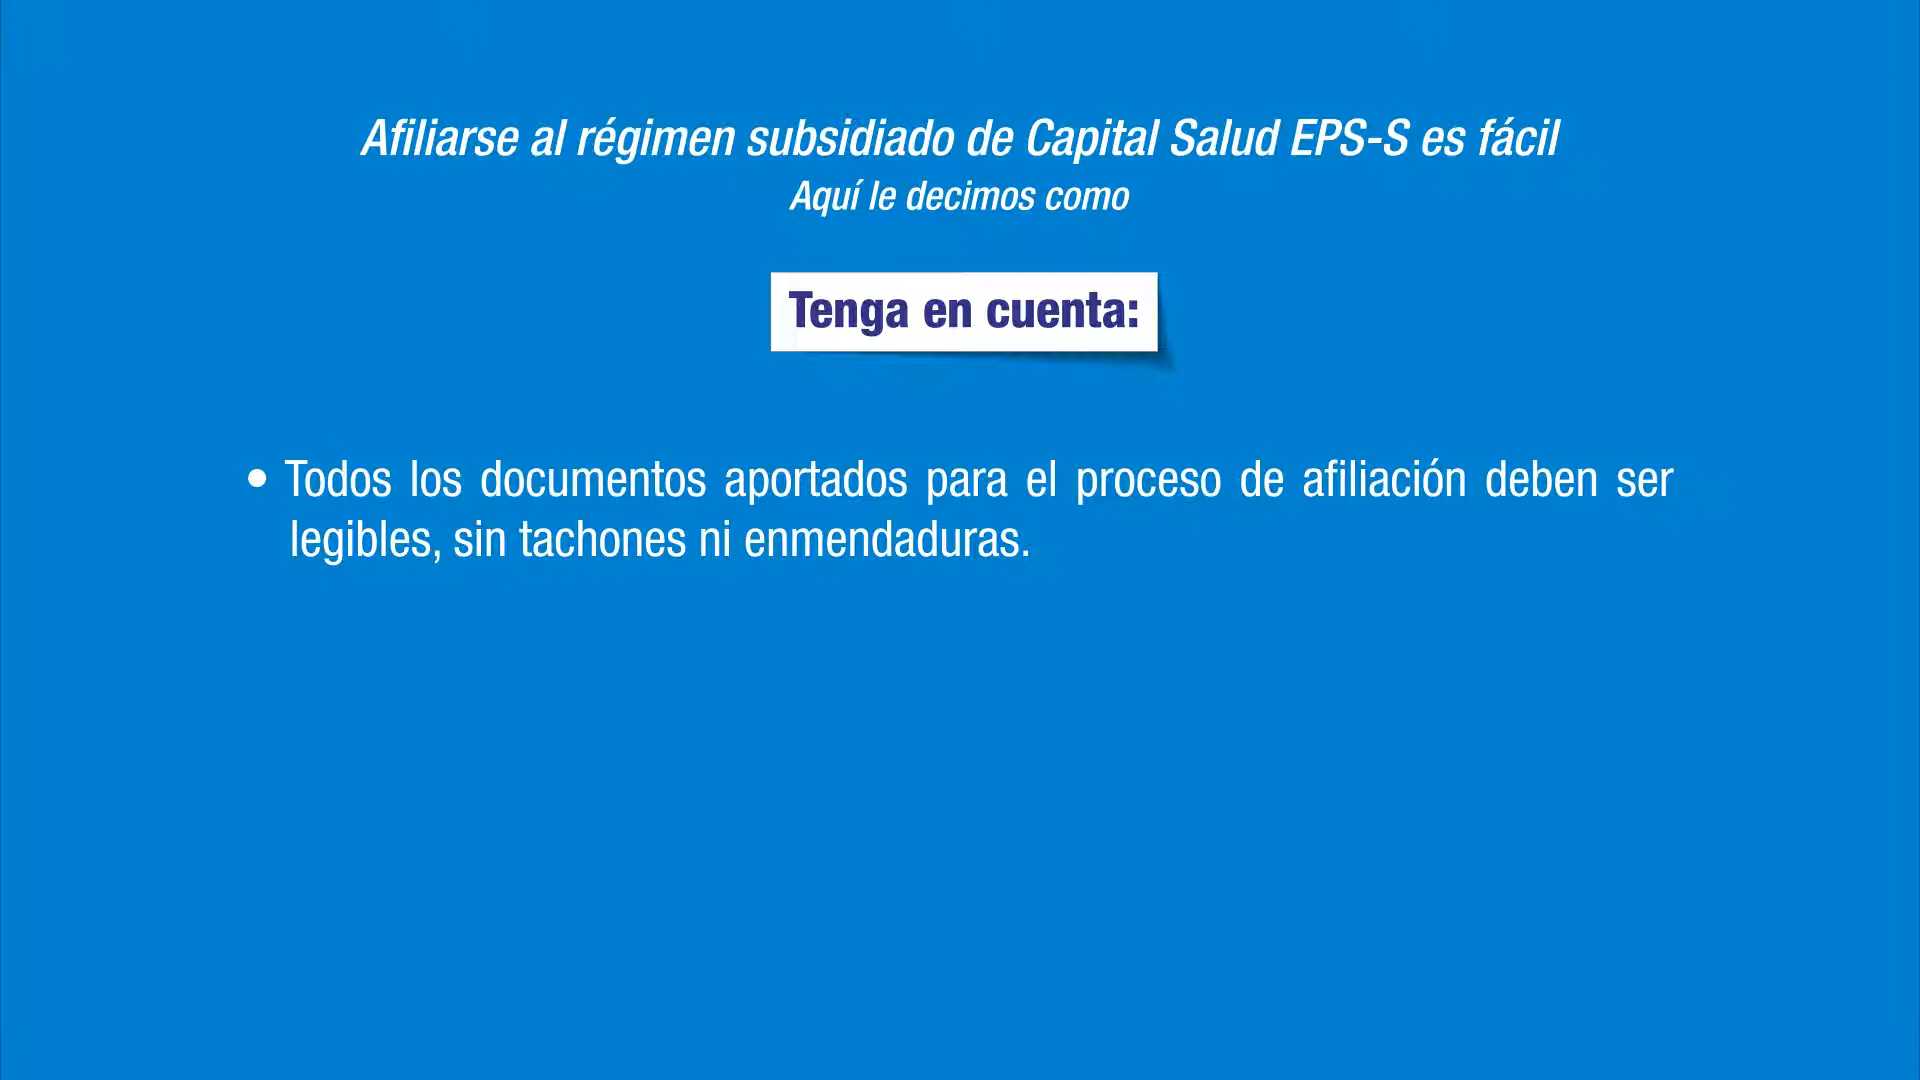 Afiliarse al régimen subsidiado de Capital Salud EPS-S es fácil
Aquí le decimos como
Tenga en cuenta:
• Todos los documentos aportados para el proceso de afiliación deben ser
legibles, sin tachones ni enmendaduras.